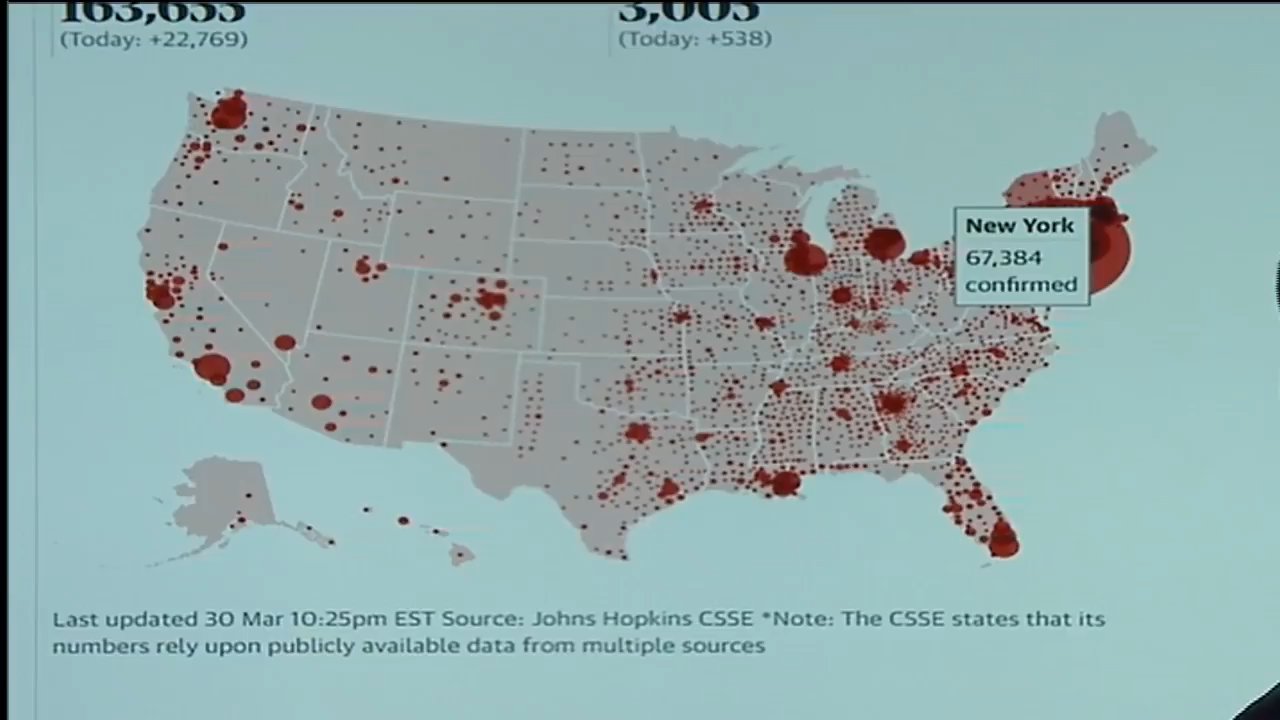 163,655
3,005
(Today: +22,769)
(Today: +538)
New York
67,384
confirmed
Last updated 30 Mar 10:25pm EST Source: Johns Hopkins CSSE *Note: The CSSE states that its
numbers rely upon publicly available data from multiple sources